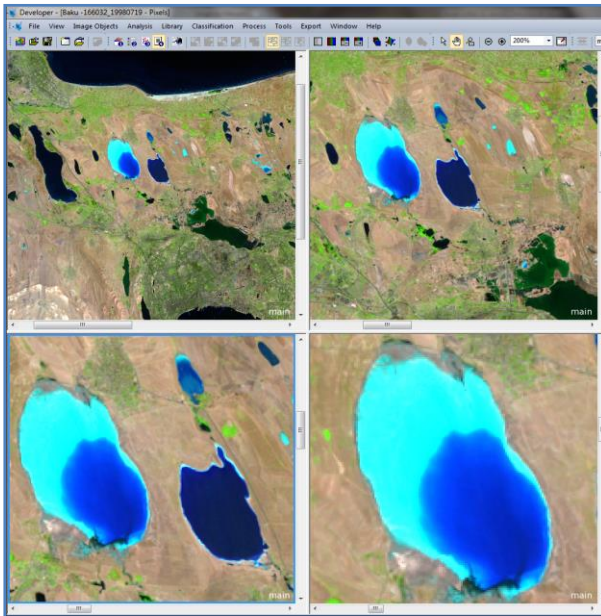 Developer - [Baku -166032_19980719 - Pixels]
File View Image Objects Analysis Library Classification Process Tools Export Window Help
200%
main
main
main
main